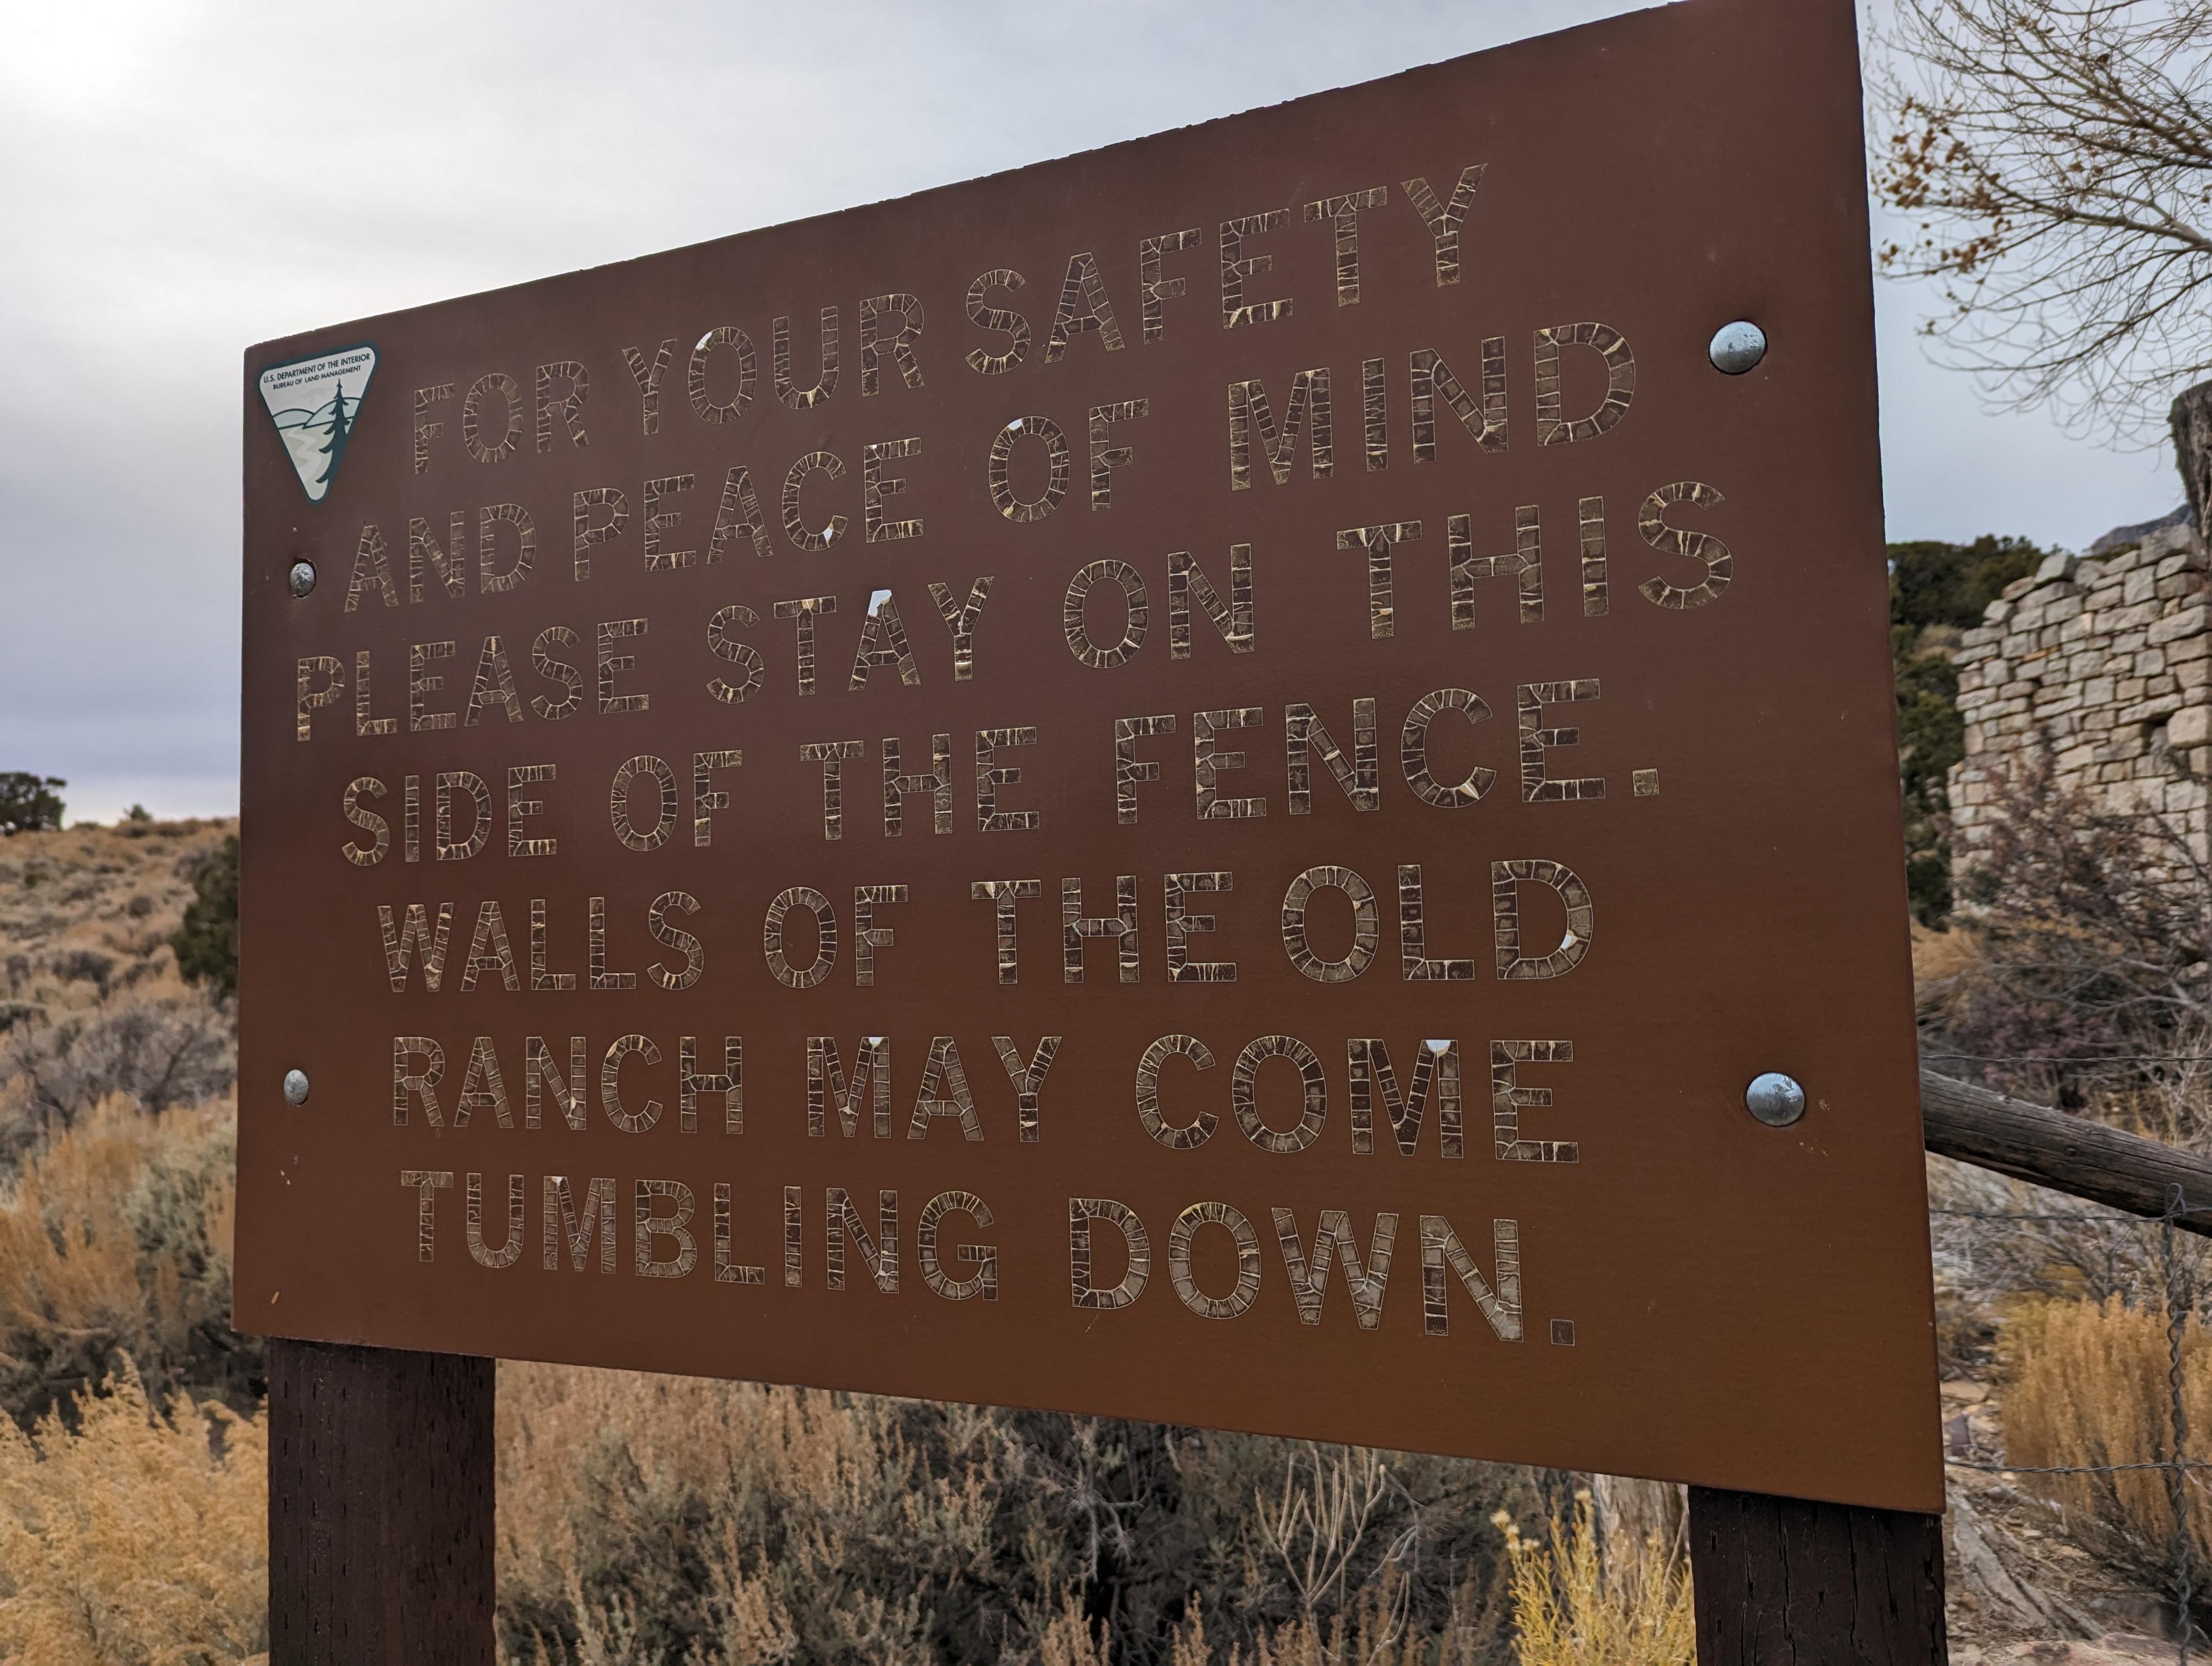 U.S. DEPARTMENT OF THE INTERIOR
BUREAU OF LAND MANAGEMENT
FOR YOUR SAFETY
AND PEACE OF MIND
PLEASE STAY ON THIS
SIDE OF THE FENCE.
WALLS OF THE OLD
RANCH MAY COME
TUMBLING DOWN.